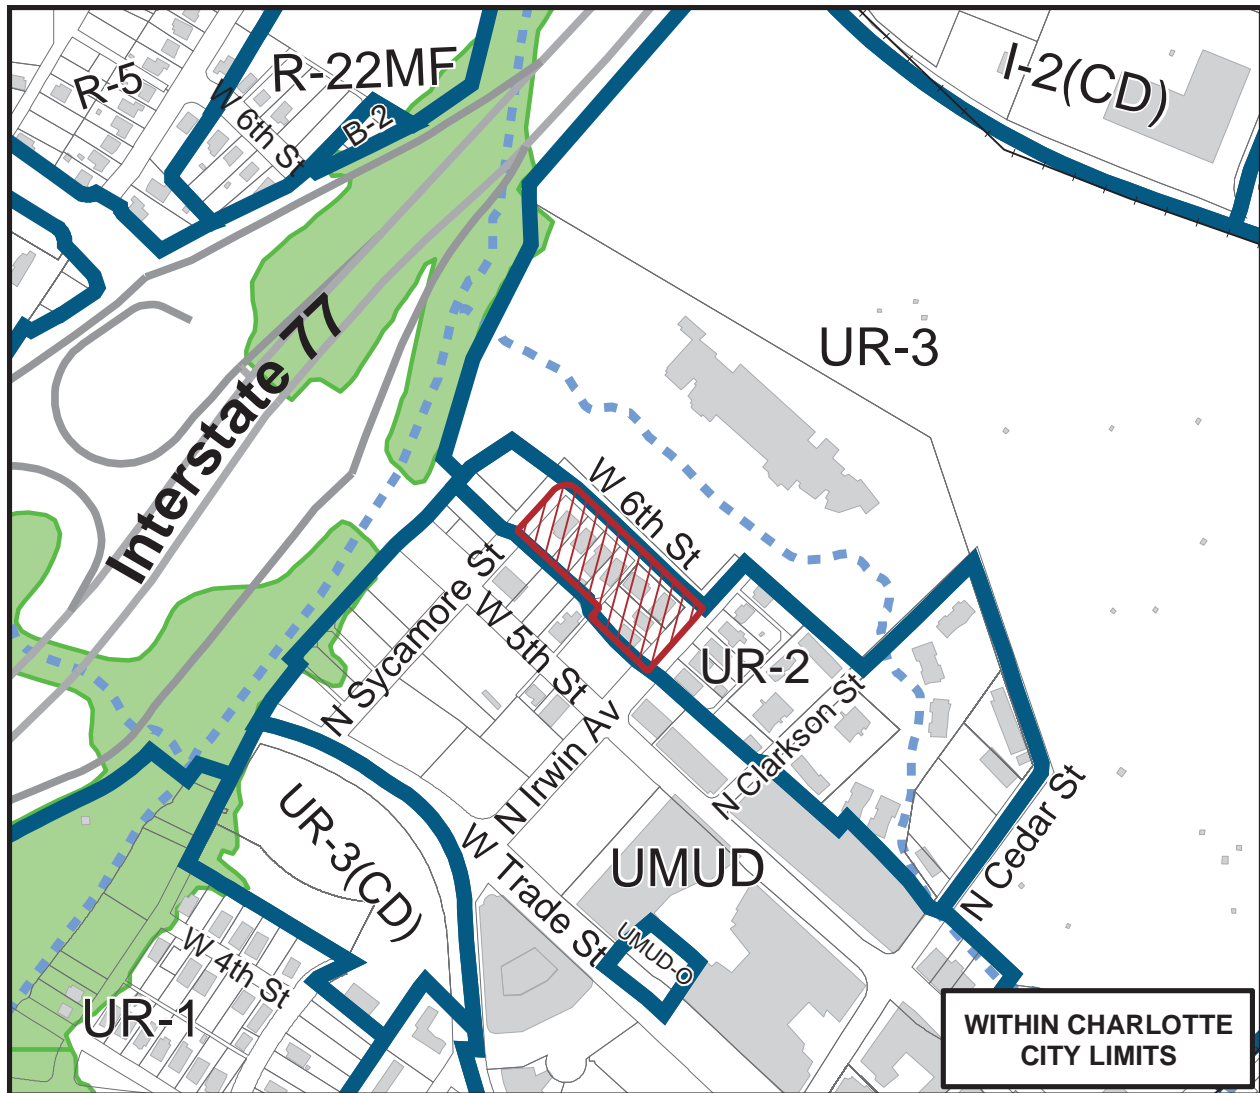 R-5
R-22MF
W 6th St
B-2
I-2(CD)
Interstate 77
UR-3
W 6th St
N Sycamore St
W 5th St
UR-2
N Irwin Av
N Clarkson St
UR-3(CD)
W Trade St
UMUD
N Cedar St
UMUD-O
W 4th St
UR-1
WITHIN CHARLOTTE
CITY LIMITS